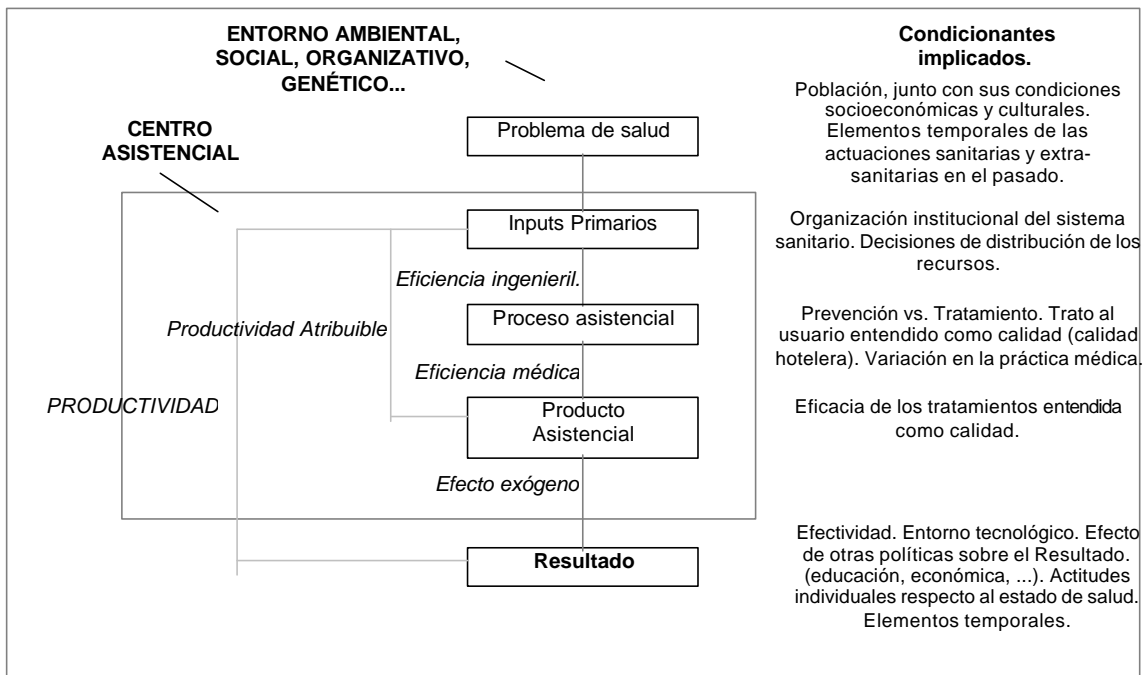 ENTORNO AMBIENTAL,
SOCIAL, ORGANIZATIVO,
GENÉTICO...
Condicionantes
implicados.
CENTRO
ASISTENCIAL
Problema de salud
Población, junto con sus condiciones
socioeconómicas y culturales.
Elementos temporales de las
actuaciones sanitarias y extra-
sanitarias en el pasado.
Inputs Primarios
Organización institucional del sistema
sanitario. Decisiones de distribución de los
recursos.
Eficiencia ingenieril.
Productividad Atribuible
Proceso asistencial
Prevención vs. Tratamiento. Trato al
usuario entendido como calidad (calidad
hotelera). Variación en la práctica médica.
Eficiencia médica
PRODUCTIVIDAD
Producto
Asistencial
Eficacia de los tratamientos entendida
como calidad.
Efecto exógeno
Resultado
Efectividad. Entorno tecnológico. Efecto
de otras políticas sobre el Resultado.
(educación, económica, ...). Actitudes
individuales respecto al estado de salud.
Elementos temporales.